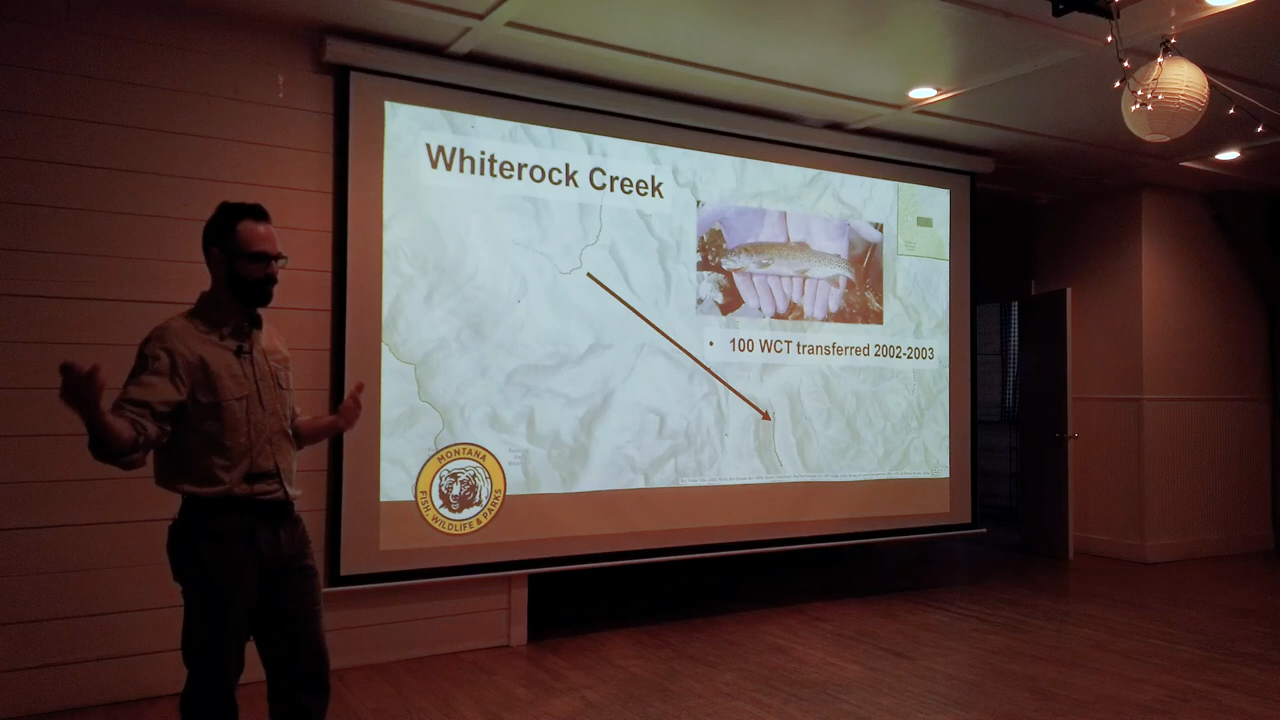 Whiterock Creek
• 100 WCT transferred 2002-2003
MONTANA
FISH, WILDLIFE & PARKS